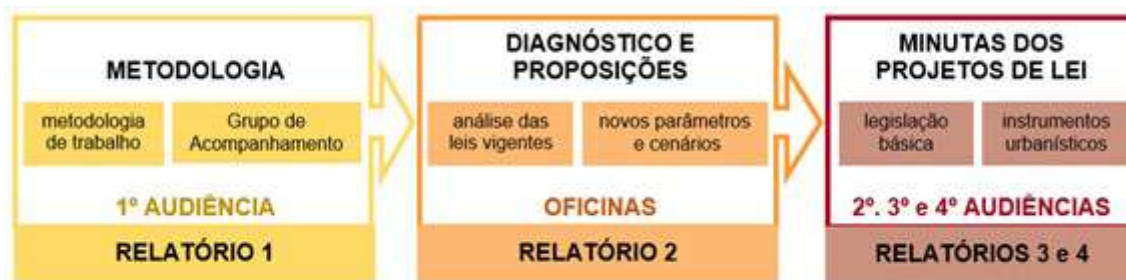 METODOLOGIA
metodologia
de trabalho
Grupo de
Acompanhamento
1º AUDIÊNCIA
RELATÓRIO 1
DIAGNÓSTICO E
PROPOSIÇÕES
análise das
leis vigentes
novos parâmetros
e cenários
OFICINAS
RELATÓRIO 2
MINUTAS DOS
PROJETOS DE LEI
legislação
básica
instrumentos
urbanísticos
2º. 3º e 4º AUDIÊNCIAS
RELATÓRIOS 3 e 4